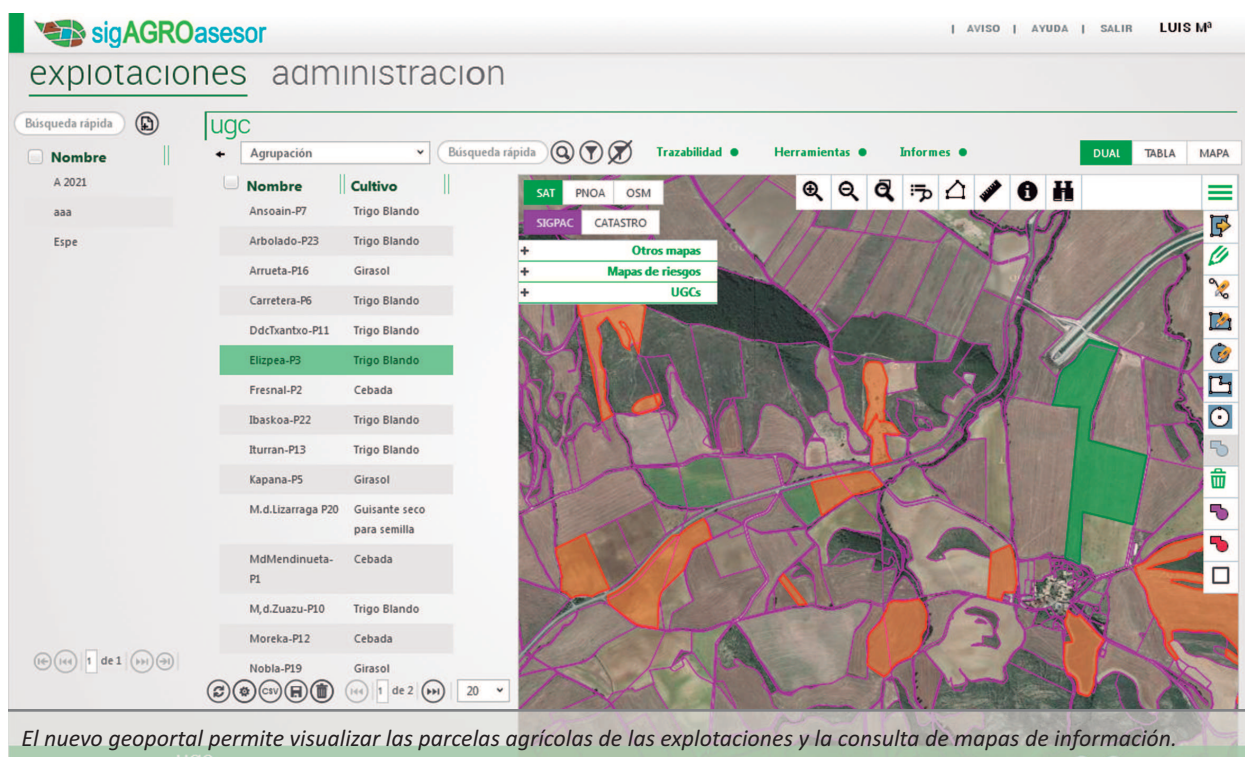 sigAGROasesor
| AVISO | AYUDA | SALIR LUIS Mª
explotaciones administracion
Búsqueda rápida
Nombre
A 2021
aaa
Espe
1 de 1
ugc
Agrupación Búsqueda rápida Trazabilidad Herramientas Informes DUAL TABLA MAPA
Nombre Cultivo
Ansoain-P7 Trigo Blando
Arbolado-P23 Trigo Blando
Arrueta-P16 Girasol
Carretera-P6 Trigo Blando
DdcTxantxo-P11 Trigo Blando
Elizpea-P3 Trigo Blando
Fresnal-P2 Cebada
Ibaskoa-P22 Trigo Blando
Iturran-P13 Trigo Blando
Kapana-P5 Girasol
M.d.Lizarraga P20 Guisante seco
para semilla
MdMendinueta- Cebada
P1
M,d.Zuazu-P10 Trigo Blando
Moreka-P12 Cebada
Nobla-P19 Girasol
CSV 1 de 2 20
SAT PNOA OSM
SIGPAC CATASTRO
+ Otros mapas
+ Mapas de riesgos
+ UGCs
El nuevo geoportal permite visualizar las parcelas agrícolas de las explotaciones y la consulta de mapas de información.